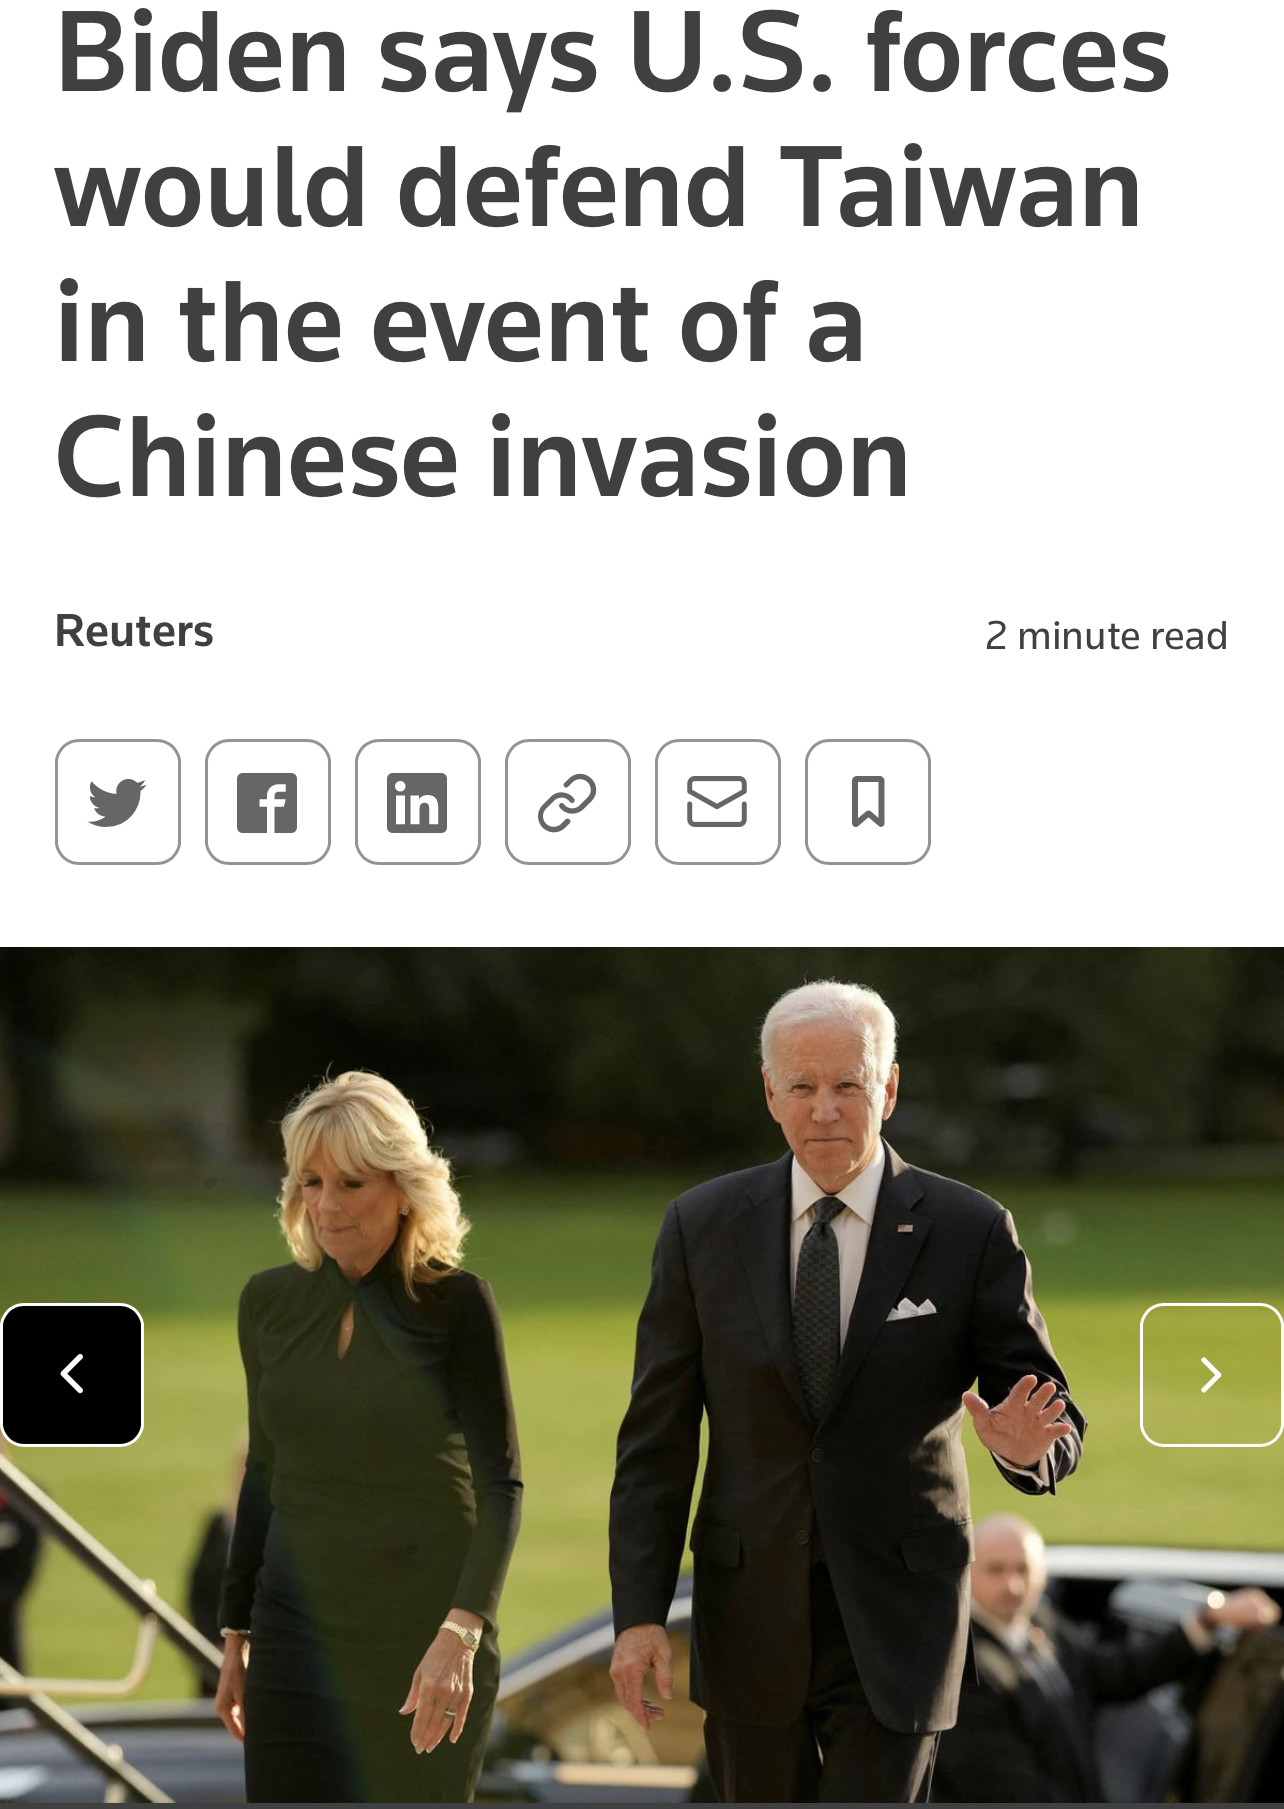 Biden says U.S. forces
would defend Taiwan
in the event of a
Chinese invasion
Reuters
2 minute read